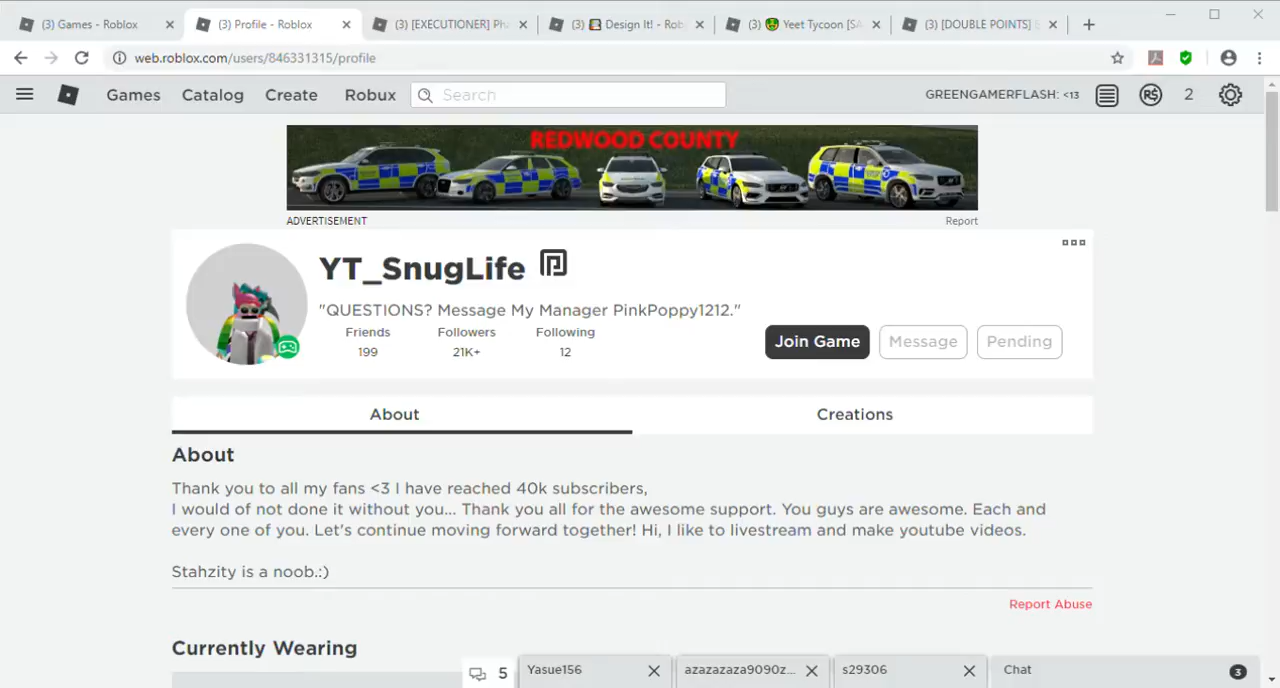 (3) Games - Roblox
(3) Profile - Roblox
(3) [EXECUTIONER] Ph
(3) Design It! - Rob
(3) Yeet Tycoon [SA
(3) [DOUBLE POINTS]
web.roblox.com/users/846331315/profile
Games Catalog Create Robux Search GREENGAMERFLASH: <13 R$ 2
REDWOOD COUNTY
ADVERTISEMENT Report
YT_SnugLife
"QUESTIONS? Message My Manager PinkPoppy1212."
Friends Followers Following
199 21K+ 12
Join Game Message Pending
About Creations
About
Thank you to all my fans <3 I have reached 40k subscribers,
I would of not done it without you... Thank you all for the awesome support. You guys are awesome. Each and
every one of you. Let's continue moving forward together! Hi, I like to livestream and make youtube videos.
Stahzity is a noob.:)
Report Abuse
Currently Wearing
5 Yasue156 azazazaza9090z... s29306 Chat 3